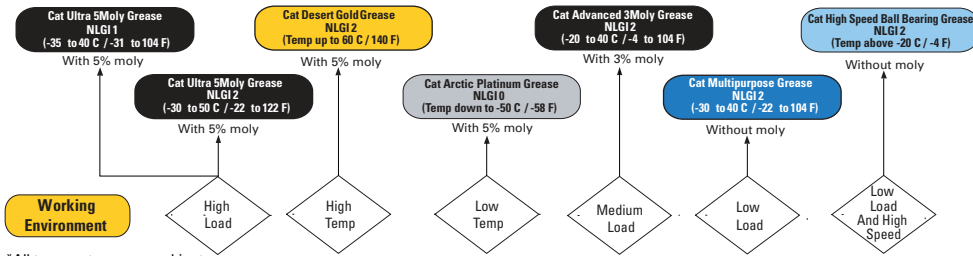 Cat Ultra 5Moly Grease
NLGI 1
(-35 to 40 C / -31 to 104 F)
With 5% moly
Cat Ultra 5Moly Grease
NLGI 2
(-30 to 50 C / -22 to 122 F)
With 5% moly
Cat Desert Gold Grease
NLGI 2
(Temp up to 60 C / 140 F)
With 5% moly
Cat Arctic Platinum Grease
NLGI 0
(Temp down to -50 C / -58 F)
With 5% moly
Cat Advanced 3Moly Grease
NLGI 2
(-20 to 40 C / -4 to 104 F)
With 3% moly
Cat Multipurpose Grease
NLGI 2
(-30 to 40 C / -22 to 104 F)
Without moly
Cat High Speed Ball Bearing Grease
NLGI 2
(Temp above -20 C / -4 F)
Without moly
Working
Environment
High
Load
High
Temp
Low
Temp
Medium
Load
Low
Load
Low
Load
And High
Speed